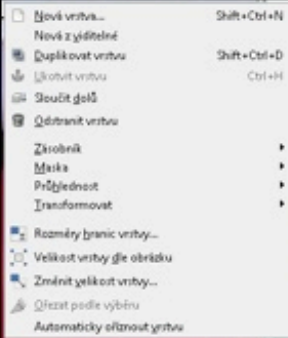 Nová vrstva... Shift+Ctrl+N
Nová z viditelné
Duplikovat vrstvu Shift+Ctrl+D
Ukotvit vrstvu Ctrl+H
Sloučit dolů
Odstranit vrstvu
Zásobník
Maska
Průhlednost
Transformovat
Rozměry hranic vrstvy...
Velikost vrstvy dle obrázku
Změnit velikost vrstvy...
Ořezat podle výběru
Automaticky oříznout vrstvu